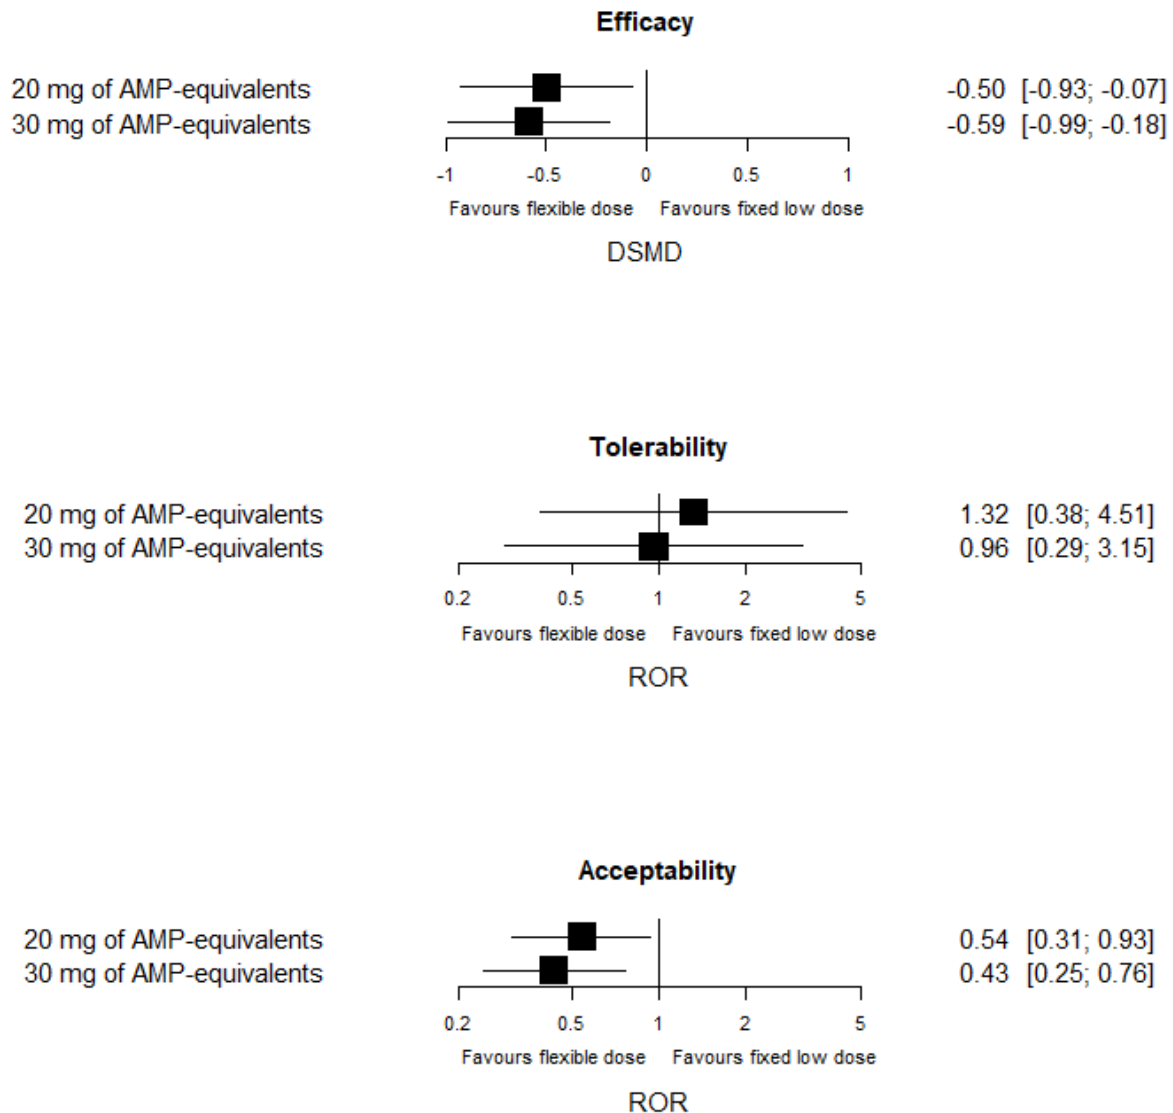 Efficacy
20 mg of AMP-equivalents -0.50 [-0.93; -0.07]
30 mg of AMP-equivalents -0.59 [-0.99; -0.18]
-1 -0.5 0 0.5 1
Favours flexible dose Favours fixed low dose
DSMD
Tolerability
20 mg of AMP-equivalents 1.32 [0.38; 4.51]
30 mg of AMP-equivalents 0.96 [0.29; 3.15]
0.2 0.5 1 2 5
Favours flexible dose Favours fixed low dose
ROR
Acceptability
20 mg of AMP-equivalents 0.54 [0.31; 0.93]
30 mg of AMP-equivalents 0.43 [0.25; 0.76]
0.2 0.5 1 2 5
Favours flexible dose Favours fixed low dose
ROR